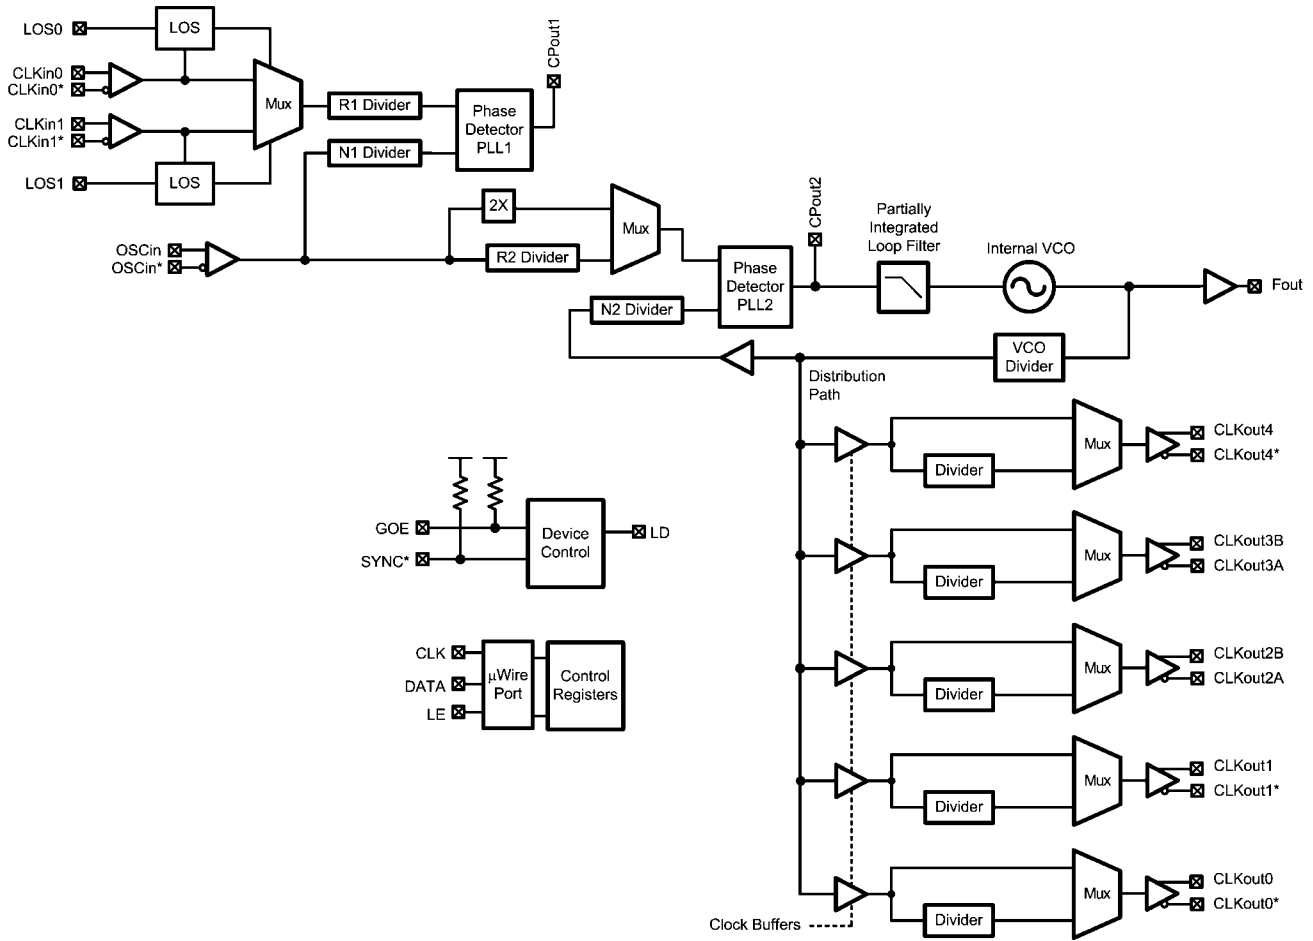 LOS0
LOS
CLKin0
CLKin0*
Mux
CLKin1
CLKin1*
LOS1
LOS
R1 Divider
N1 Divider
Phase
Detector
PLL1
CPout1
OSCin
OSCin*
2X
R2 Divider
Mux
N2 Divider
Phase
Detector
PLL2
CPout2
Partially
Integrated
Loop Filter
Internal VCO
Fout
VCO
Divider
Distribution
Path
Divider
Mux
CLKout4
CLKout4*
Divider
Mux
CLKout3B
CLKout3A
Divider
Mux
CLKout2B
CLKout2A
Divider
Mux
CLKout1
CLKout1*
Divider
Mux
CLKout0
CLKout0*
Clock Buffers
GOE
SYNC*
Device
Control
LD
CLK
DATA
LE
µWire
Port
Control
Registers